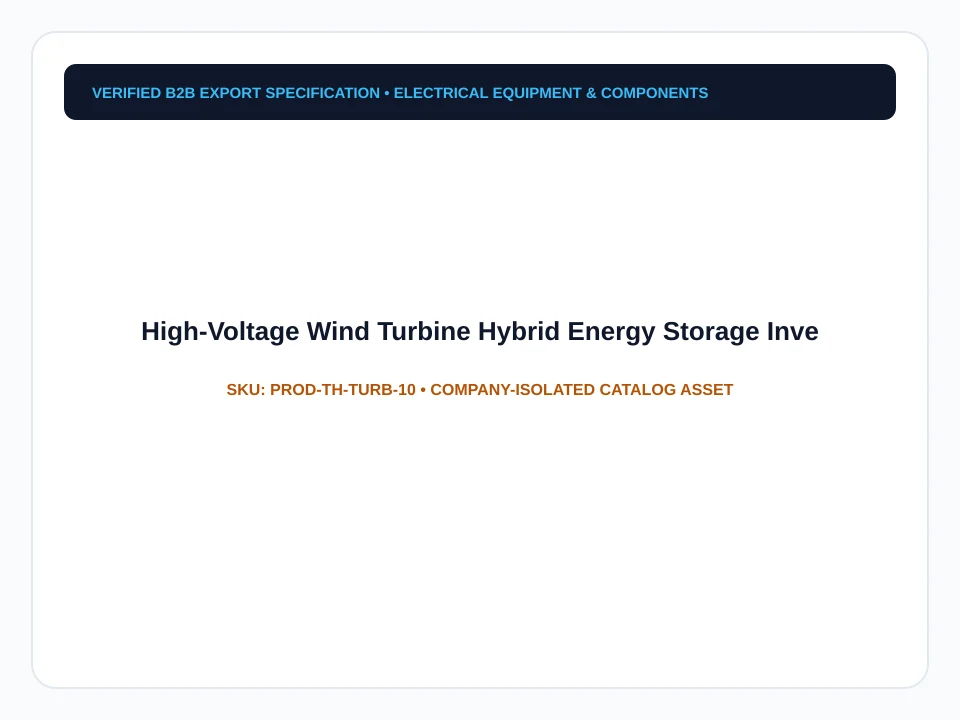 VERIFIED B2B EXPORT SPECIFICATION • ELECTRICAL EQUIPMENT & COMPONENTS
High-Voltage Wind Turbine Hybrid Energy Storage Inve
SKU: PROD-TH-TURB-10 • COMPANY-ISOLATED CATALOG ASSET